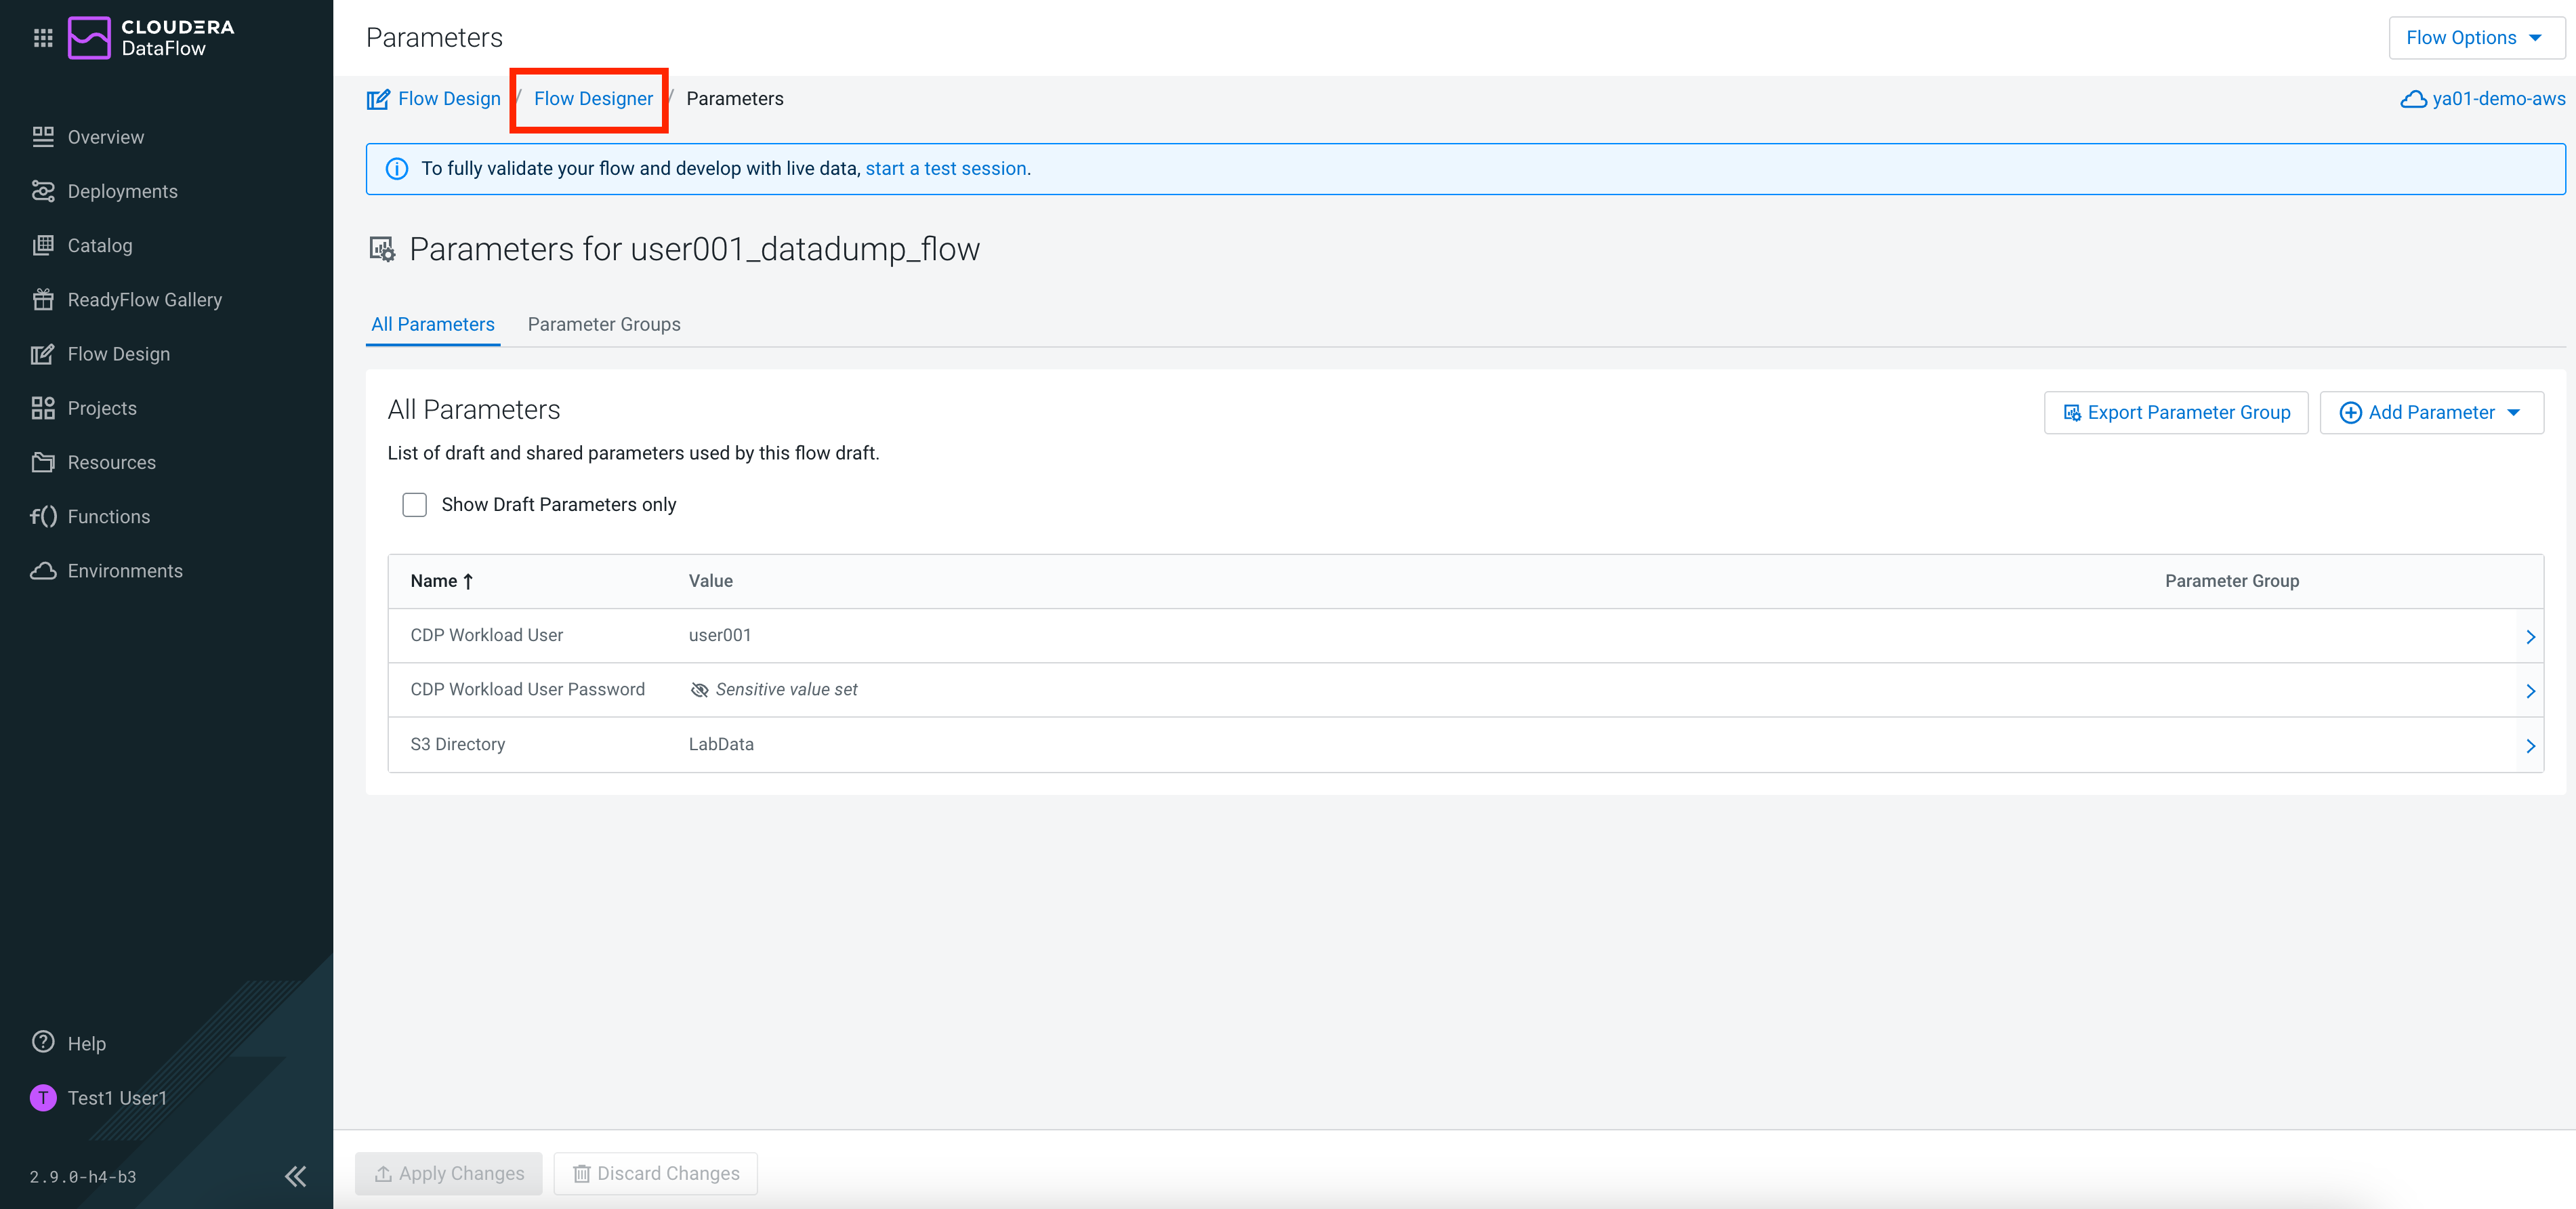 CLOUDERA
DataFlow
Overview
Deployments
Catalog
ReadyFlow Gallery
Flow Design
Projects
Resources
f() Functions
Environments
Help
T Test1 User1
2.9.0-h4-b3
Parameters
Flow Options
Flow Design / Flow Designer / Parameters
ya01-demo-aws
To fully validate your flow and develop with live data, start a test session.
Parameters for user001_datadump_flow
All Parameters Parameter Groups
All Parameters
Export Parameter Group
Add Parameter
List of draft and shared parameters used by this flow draft.
Show Draft Parameters only
Name ↑ Value Parameter Group
CDP Workload User user001
CDP Workload User Password Sensitive value set
S3 Directory LabData
Apply Changes
Discard Changes